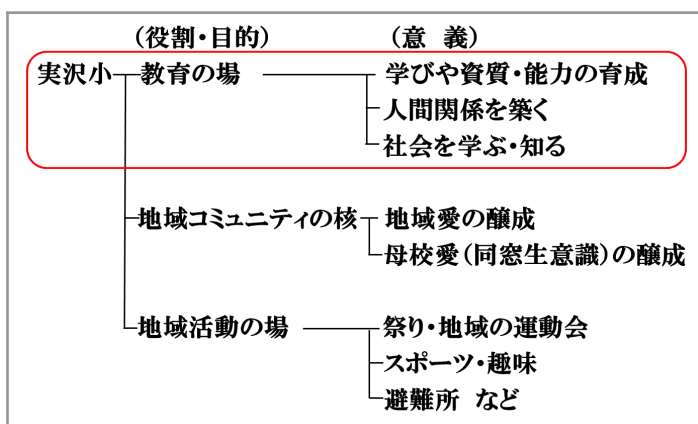 (役割・目的) (意 義)
実沢小 教育の場 学びや資質・能力の育成
人間関係を築く
社会を学ぶ・知る
地域コミュニティの核 地域愛の醸成
母校愛(同窓生意識)の醸成
地域活動の場 祭り・地域の運動会
スポーツ・趣味
避難所 など